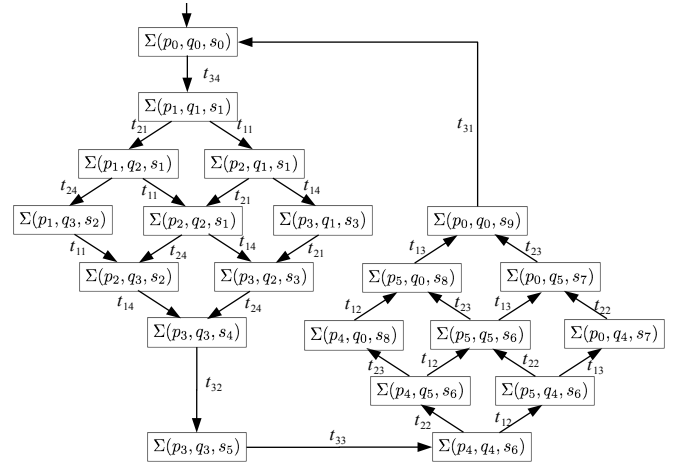 Σ(p₀, q₀, s₀)
t₃₄
Σ(p₁, q₁, s₁)
t₂₁ t₁₁
Σ(p₁, q₂, s₁) Σ(p₂, q₁, s₁)
t₂₄ t₁₁ t₂₁ t₁₄
Σ(p₁, q₃, s₂) Σ(p₂, q₂, s₁) Σ(p₃, q₁, s₃)
t₁₁ t₂₄ t₁₄ t₂₁
Σ(p₂, q₃, s₂) Σ(p₃, q₂, s₃)
t₁₄ t₂₄
Σ(p₃, q₃, s₄)
t₃₂
Σ(p₃, q₃, s₅)
t₃₃
t₃₁
Σ(p₀, q₀, s₉)
t₁₃ t₂₃
Σ(p₅, q₀, s₈) Σ(p₀, q₅, s₇)
t₁₂ t₂₃ t₁₃ t₂₂
Σ(p₄, q₀, s₈) Σ(p₅, q₅, s₆) Σ(p₀, q₄, s₇)
t₂₃ t₁₂ t₂₂ t₁₃
Σ(p₄, q₅, s₆) Σ(p₅, q₄, s₆)
t₂₂ t₁₂
Σ(p₄, q₄, s₆)